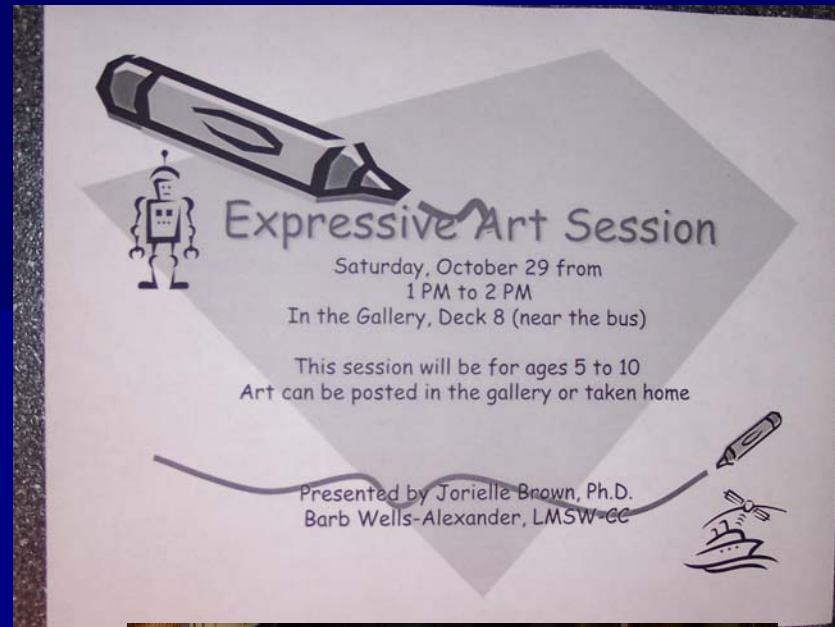 Expressive Art Session
Saturday, October 29 from
1 PM to 2 PM
In the Gallery, Deck 8 (near the bus)
This session will be for ages 5 to 10
Art can be posted in the gallery or taken home
Presented by Jorielle Brown, Ph.D.
Barb Wells-Alexander, LMSW-CC